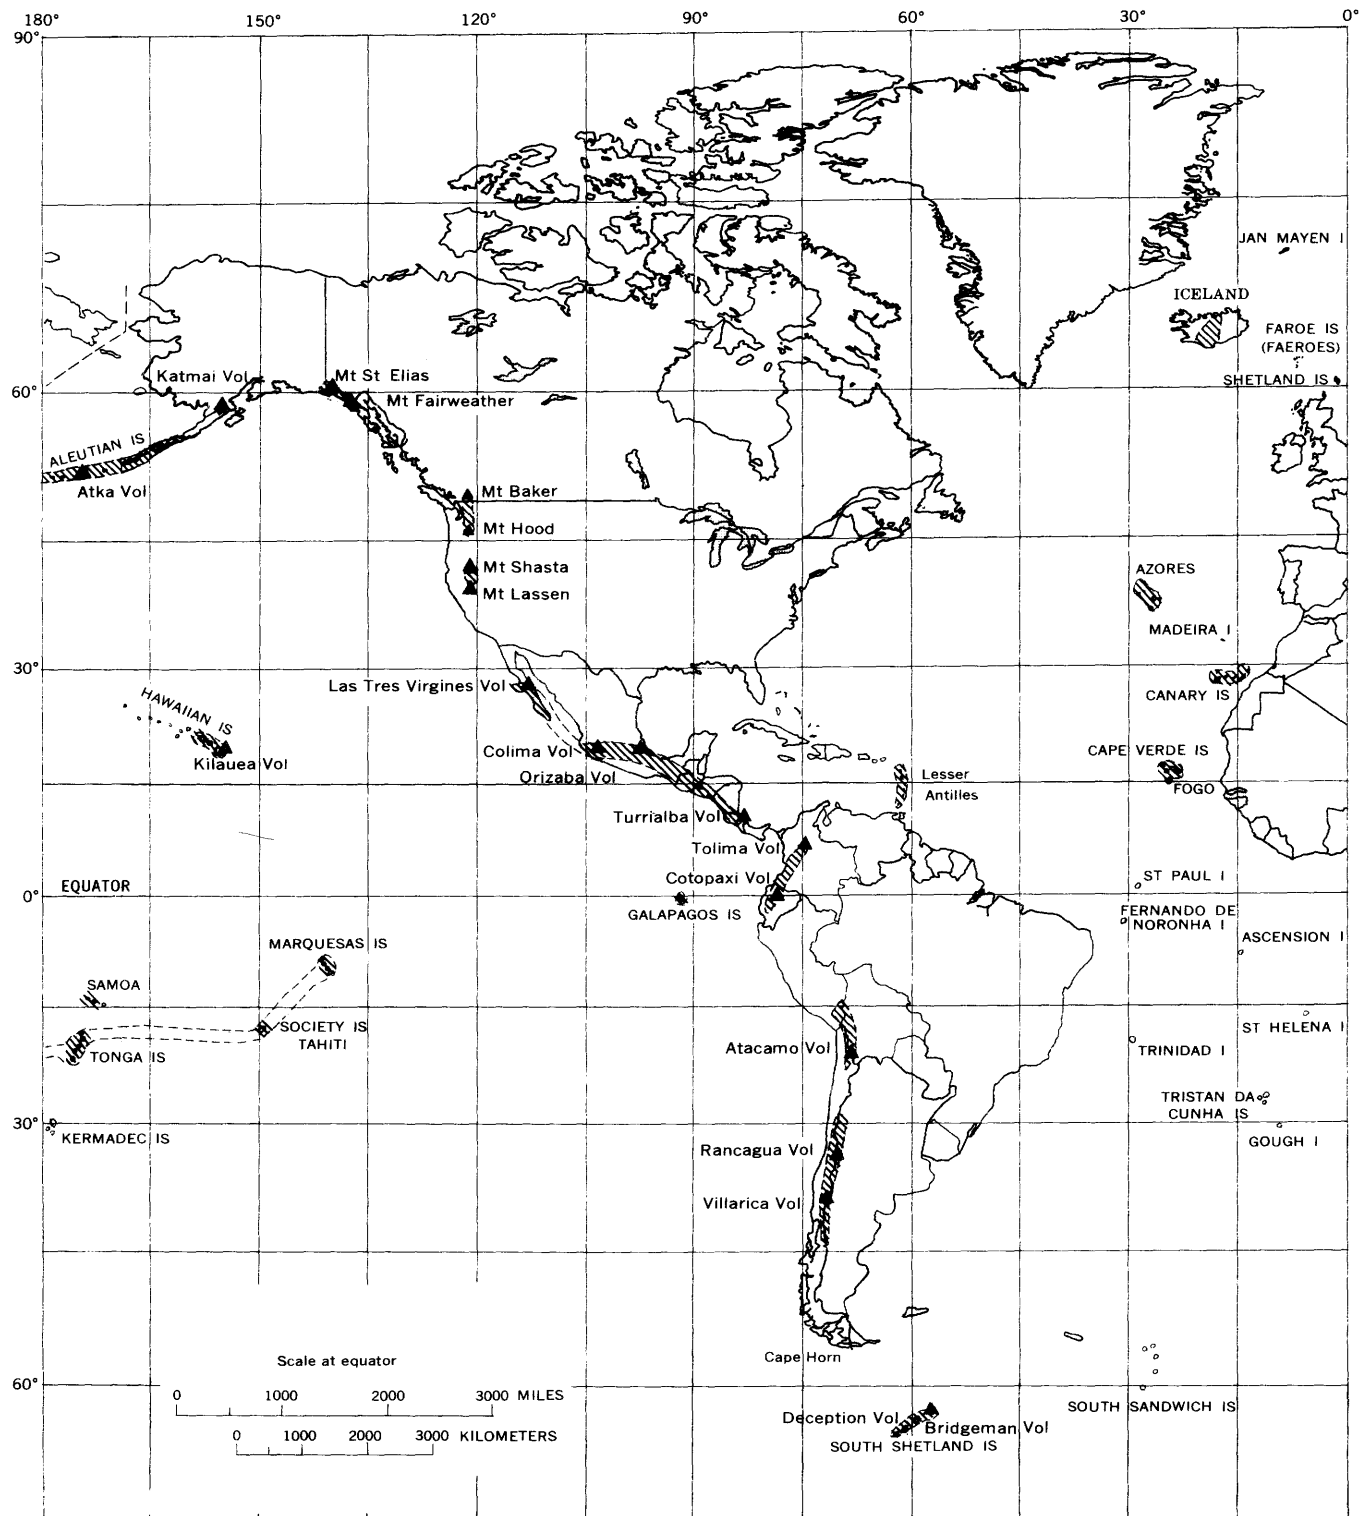 180° 150° 120° 90° 60° 30° 0°
90°
JAN MAYEN I
ICELAND
FAROE IS
(FAEROES)
SHETLAND IS
Katmai Vol
Mt St Elias
60°
Mt Fairweather
ALEUTIAN IS
Atka Vol
Mt Baker
Mt Hood
Mt Shasta
Mt Lassen
AZORES
MADEIRA I
30°
Las Tres Virgines Vol
CANARY IS
HAWAIIAN IS
Kilauea Vol
Colima Vol
Orizaba Vol
CAPE VERDE IS
FOGO
Lesser
Antilles
Turrialba Vol
Tolima Vol
Cotopaxi Vol
ST PAUL I
EQUATOR
0°
GALAPAGOS IS
FERNANDO DE
NORONHA I
ASCENSION I
MARQUESAS IS
SAMOA
SOCIETY IS
TAHITI
ST HELENA I
TONGA IS
Atacamo Vol
TRINIDAD I
TRISTAN DA
CUNHA IS
30°
KERMADEC IS
GOUGH I
Rancagua Vol
Villarica Vol
Cape Horn
Scale at equator
60°
0 1000 2000 3000 MILES
0 1000 2000 3000 KILOMETERS
SOUTH SANDWICH IS
Deception Vol
Bridgeman Vol
SOUTH SHETLAND IS